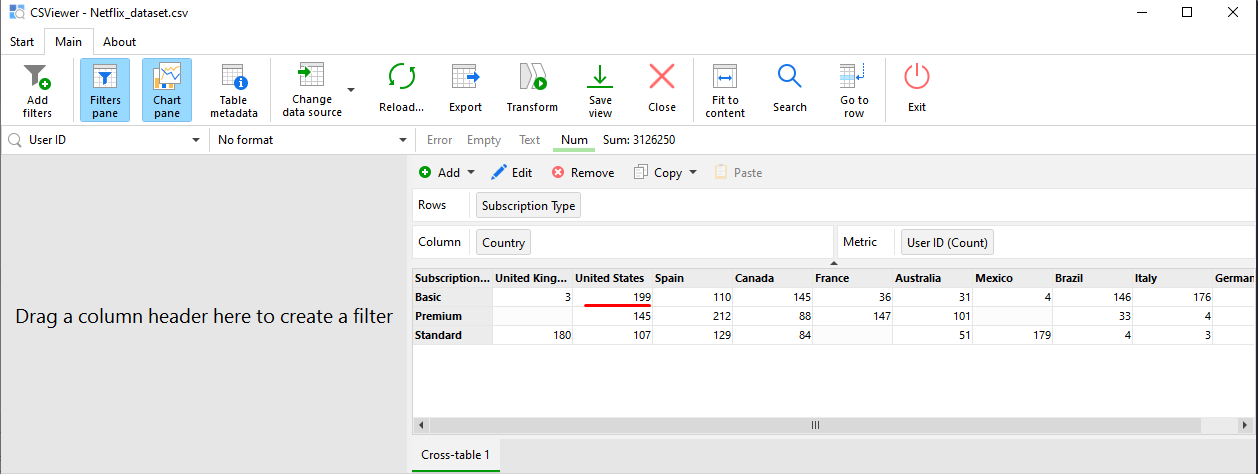 CSViewer - Netflix_dataset.csv
Start Main About
Add filters Filters pane Chart pane Table metadata Change data source Reload... Export Transform Save view Close Fit to content Search Go to row Exit
User ID No format Error Empty Text Num Sum: 3126250
Add Edit Remove Copy Paste
Rows Subscription Type
Column Country Metric User ID (Count)
Subscription... United King... United States Spain Canada France Australia Mexico Brazil Italy German
Basic 3 199 110 145 36 31 4 146 176
Premium 145 212 88 147 101 33 4
Standard 180 107 129 84 51 179 4 3
Drag a column header here to create a filter
Cross-table 1